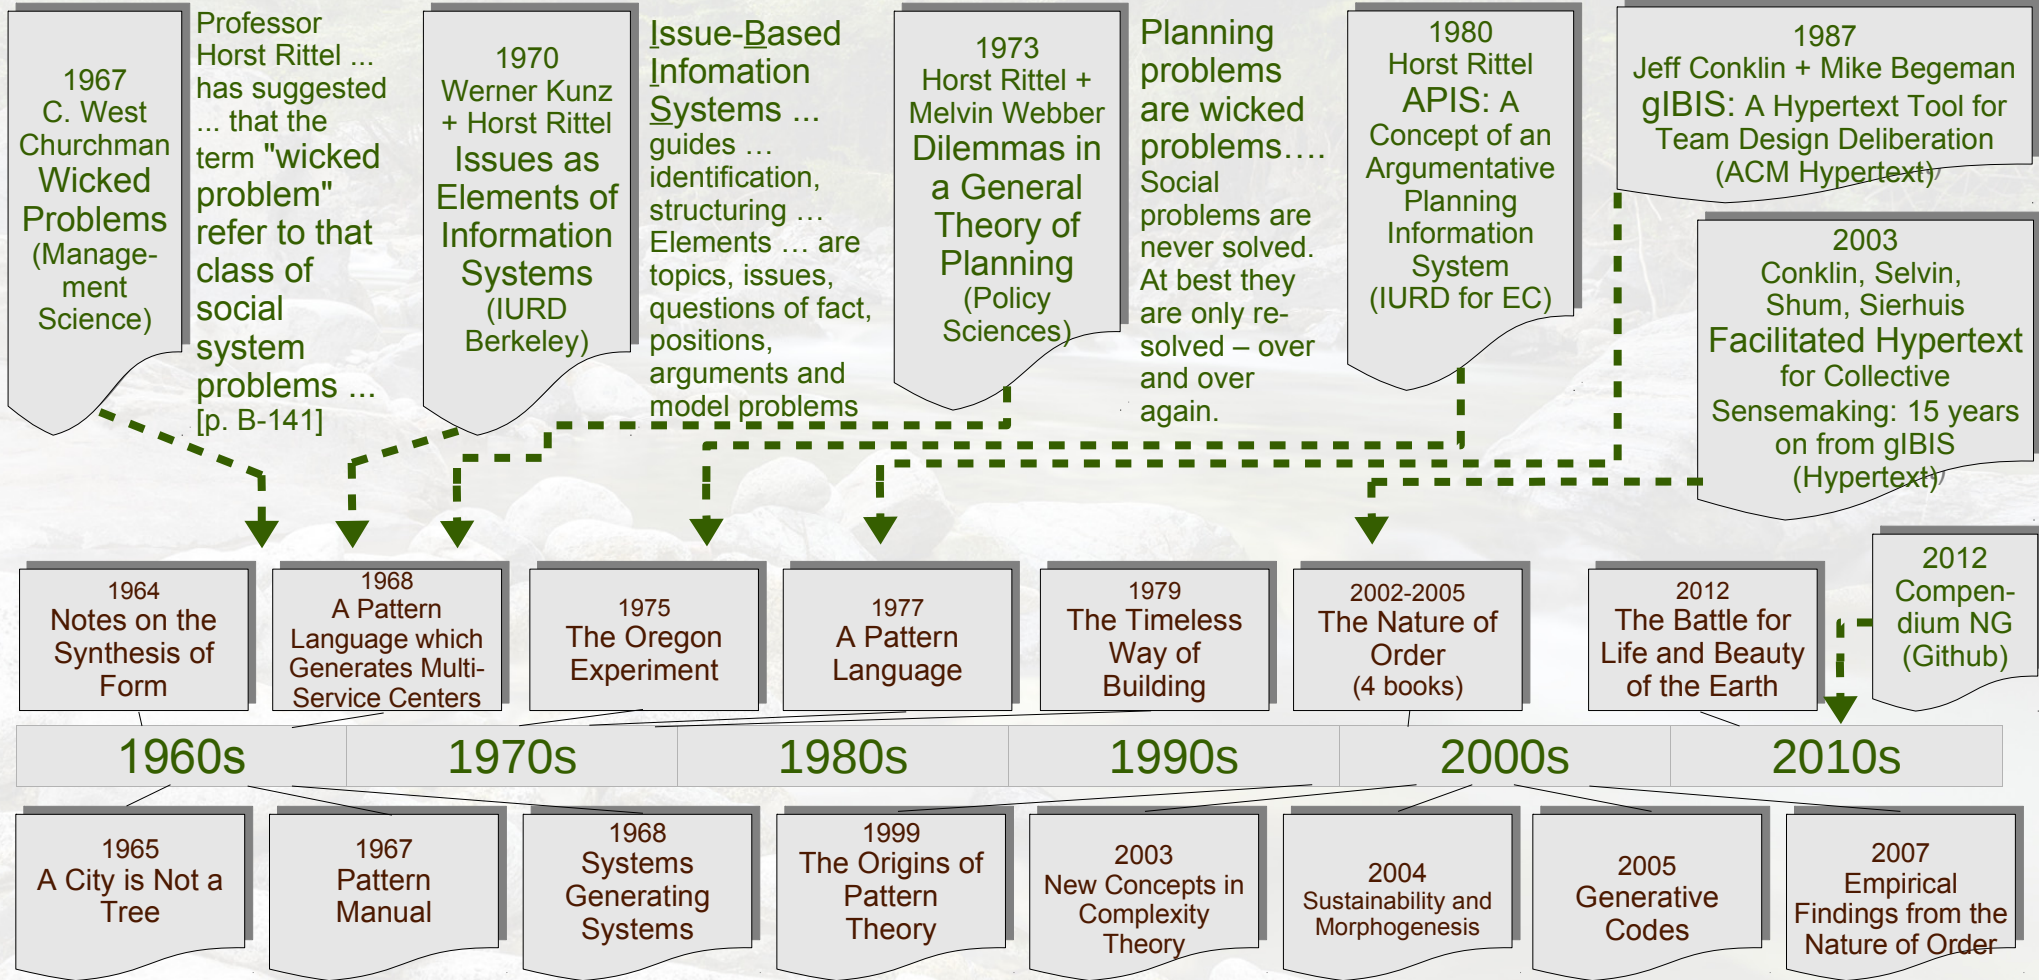 1967
C. West
Churchman
Wicked
Problems
(Manage-
ment
Science)
Professor
Horst Rittel ...
has suggested
... that the
term "wicked
problem"
refer to that
class of
social
system
problems ...
[p. B-141]
1970
Werner Kunz
+ Horst Rittel
Issues as
Elements of
Information
Systems
(IURD
Berkeley)
Issue-Based
Infomation
Systems ...
guides …
identification,
structuring …
Elements … are
topics, issues,
questions of fact,
positions,
arguments and
model problems
1973
Horst Rittel +
Melvin Webber
Dilemmas in
a General
Theory of
Planning
(Policy
Sciences)
Planning
problems
are wicked
problems….
Social
problems are
never solved.
At best they
are only re-
solved – over
and over
again.
1980
Horst Rittel
APIS: A
Concept of an
Argumentative
Planning
Information
System
(IURD for EC)
1987
Jeff Conklin + Mike Begeman
gIBIS: A Hypertext Tool for
Team Design Deliberation
(ACM Hypertext)
2003
Conklin, Selvin,
Shum, Sierhuis
Facilitated Hypertext
for Collective
Sensemaking: 15 years
on from gIBIS
(Hypertext)
1964
Notes on the
Synthesis of
Form
1968
A Pattern
Language which
Generates Multi-
Service Centers
1975
The Oregon
Experiment
1977
A Pattern
Language
1979
The Timeless
Way of
Building
2002-2005
The Nature of
Order
(4 books)
2012
The Battle for
Life and Beauty
of the Earth
2012
Compen-
dium NG
(Github)
1960s
1970s
1980s
1990s
2000s
2010s
1965
A City is Not a
Tree
1967
Pattern
Manual
1968
Systems
Generating
Systems
1999
The Origins of
Pattern
Theory
2003
New Concepts in
Complexity
Theory
2004
Sustainability and
Morphogenesis
2005
Generative
Codes
2007
Empirical
Findings from the
Nature of Order